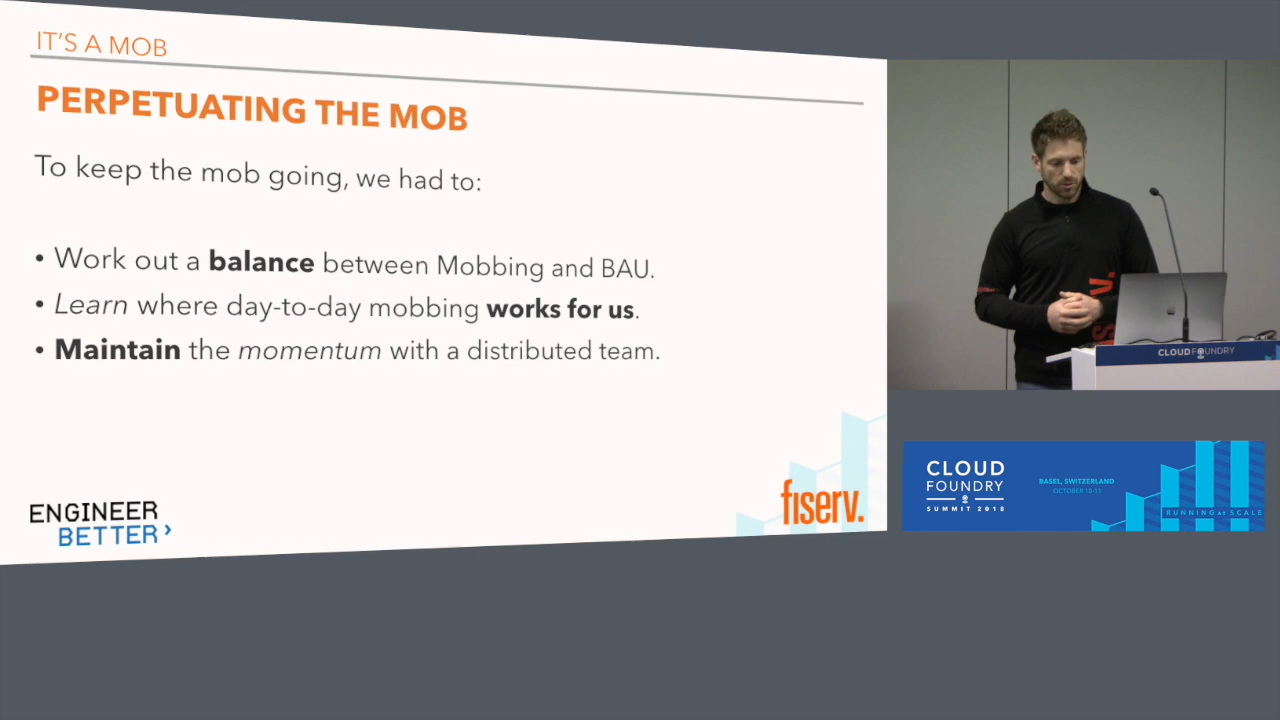 IT'S A MOB
PERPETUATING THE MOB
To keep the mob going, we had to:
• Work out a balance between Mobbing and BAU.
• Learn where day-to-day mobbing works for us.
• Maintain the momentum with a distributed team.
ENGINEER
BETTER
fiserv.
CLOUD FOUNDRY
CLOUD
FOUNDRY
SUMMIT 2018
BASEL, SWITZERLAND
OCTOBER 10-11
RUNNING at SCALE